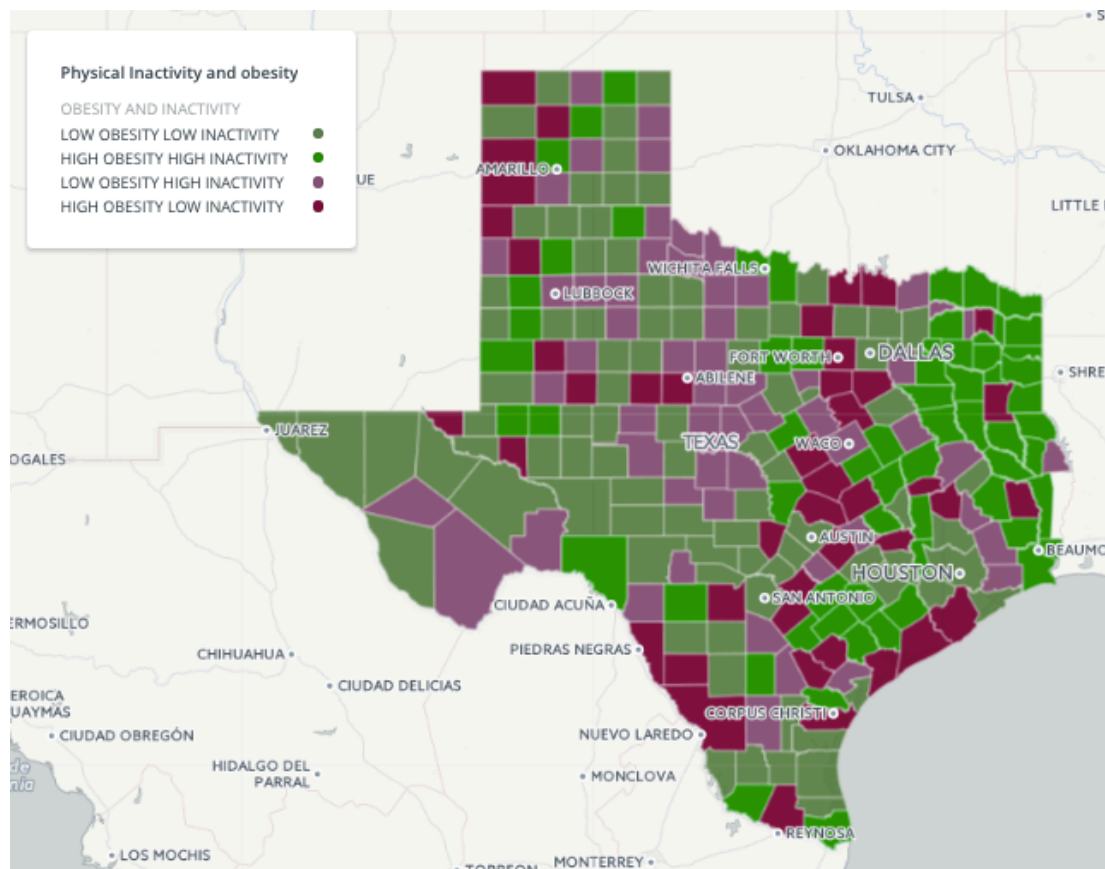 Physical Inactivity and obesity
OBESITY AND INACTIVITY
LOW OBESITY LOW INACTIVITY
HIGH OBESITY HIGH INACTIVITY
LOW OBESITY HIGH INACTIVITY
HIGH OBESITY LOW INACTIVITY
S
TULSA
OKLAHOMA CITY
AMARILLO
UE
LITTLE
WICHITA FALLS
LUBBOCK
FORT WORTH
DALLAS
ABILENE
SHRE
JUAREZ
TEXAS
WACO
OGALES
AUSTIN
BEAUMO
HOUSTON
CIUDAD ACUÑA
SAN ANTONIO
ERMOSILLO
CHIHUAHUA
PIEDRAS NEGRAS
CIUDAD DELICIAS
EROICA
UAYMAS
CORPUS CHRISTI
CIUDAD OBREGÓN
NUEVO LAREDO
HIDALGO DEL
PARRAL
MONCLOVA
de
nia
REYNOSA
LOS MOCHIS
MONTERREY
TORREON